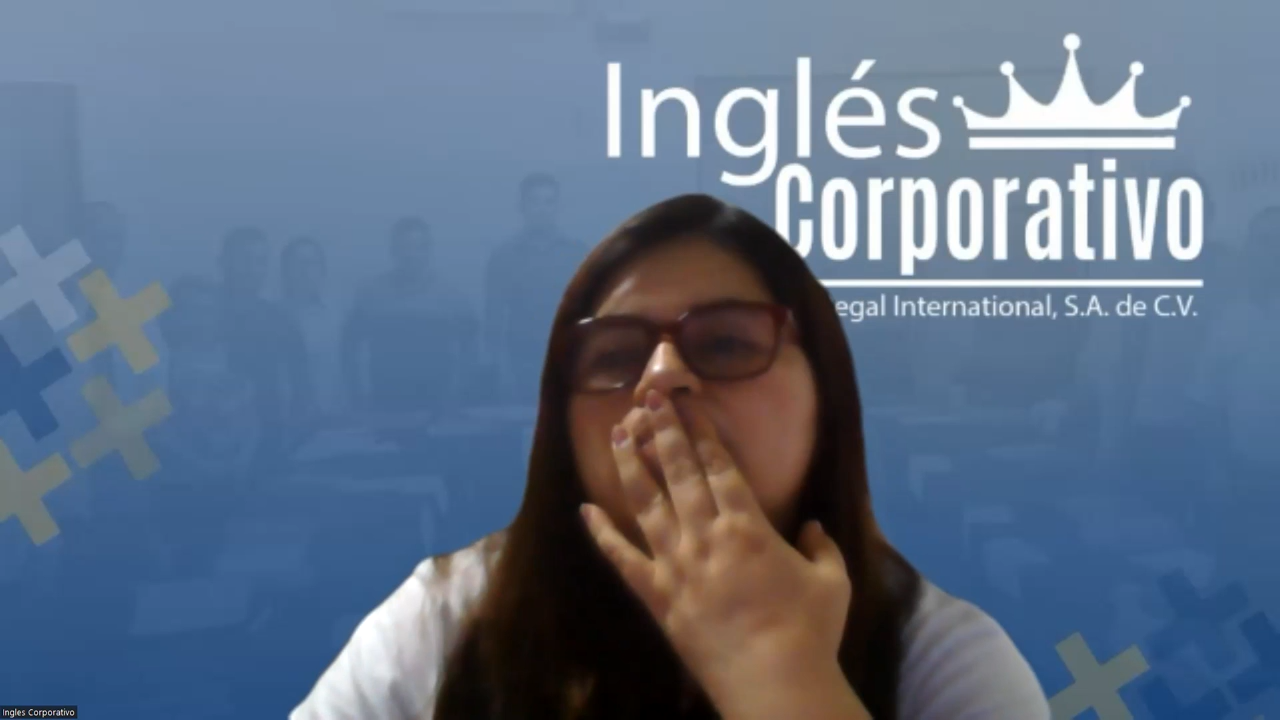 Inglés
Corporativo
egal International, S.A. de C.V.
Ingles Corporativo